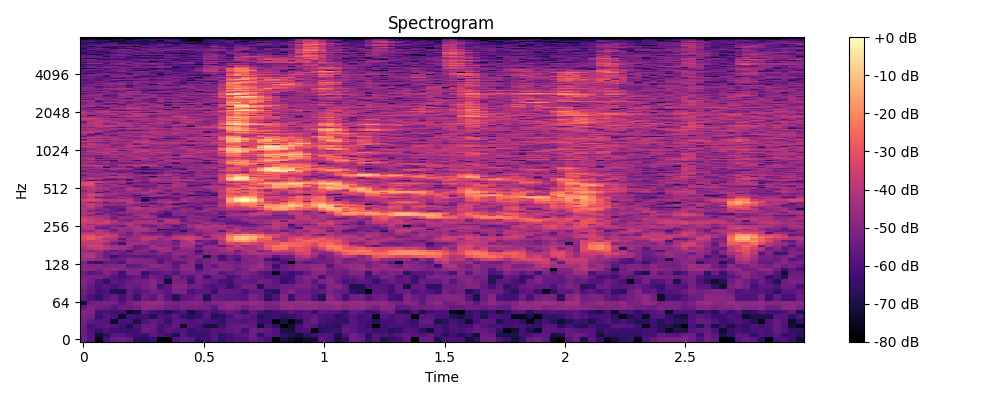 Spectrogram
Hz
4096
2048
1024
512
256
128
64
0
0 0.5 1 1.5 2 2.5
Time
+0 dB
-10 dB
-20 dB
-30 dB
-40 dB
-50 dB
-60 dB
-70 dB
-80 dB